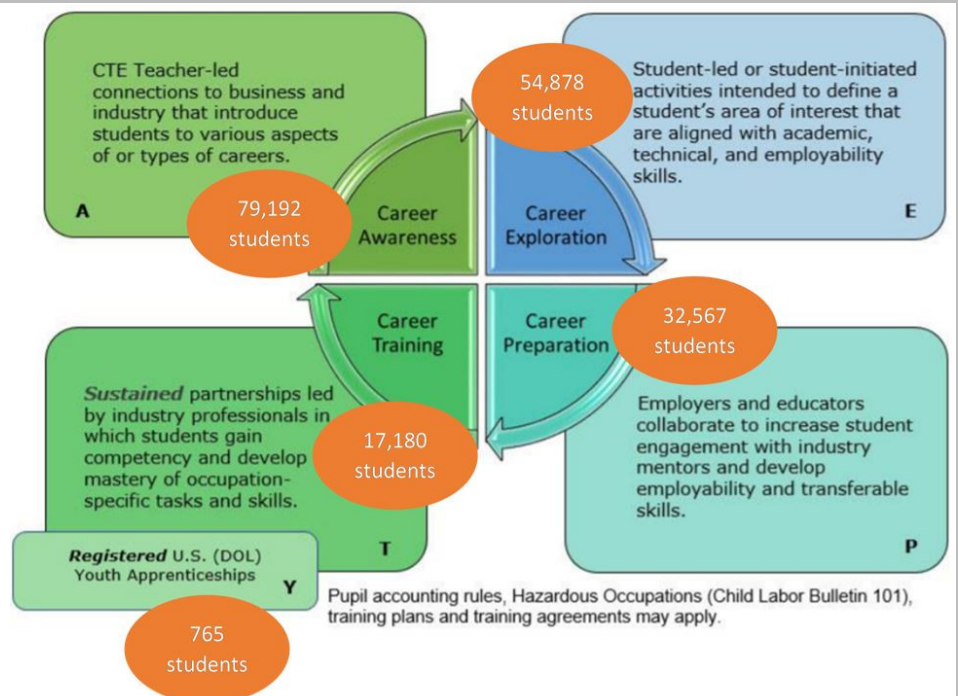 CTE Teacher-led
connections to business and
industry that introduce
students to various aspects
of or types of careers.
A
79,192
students
54,878
students
Student-led or student-initiated
activities intended to define a
student's area of interest that
are aligned with academic,
technical, and employability
skills.
E
Career
Awareness
Career
Exploration
Career
Training
Career
Preparation
32,567
students
Sustained partnerships led
by industry professionals in
which students gain
competency and develop
mastery of occupation-
specific tasks and skills.
T
17,180
students
Employers and educators
collaborate to increase student
engagement with industry
mentors and develop
employability and transferable
skills.
P
Registered U.S. (DOL)
Youth Apprenticeships
Y
765
students
Pupil accounting rules, Hazardous Occupations (Child Labor Bulletin 101),
training plans and training agreements may apply.